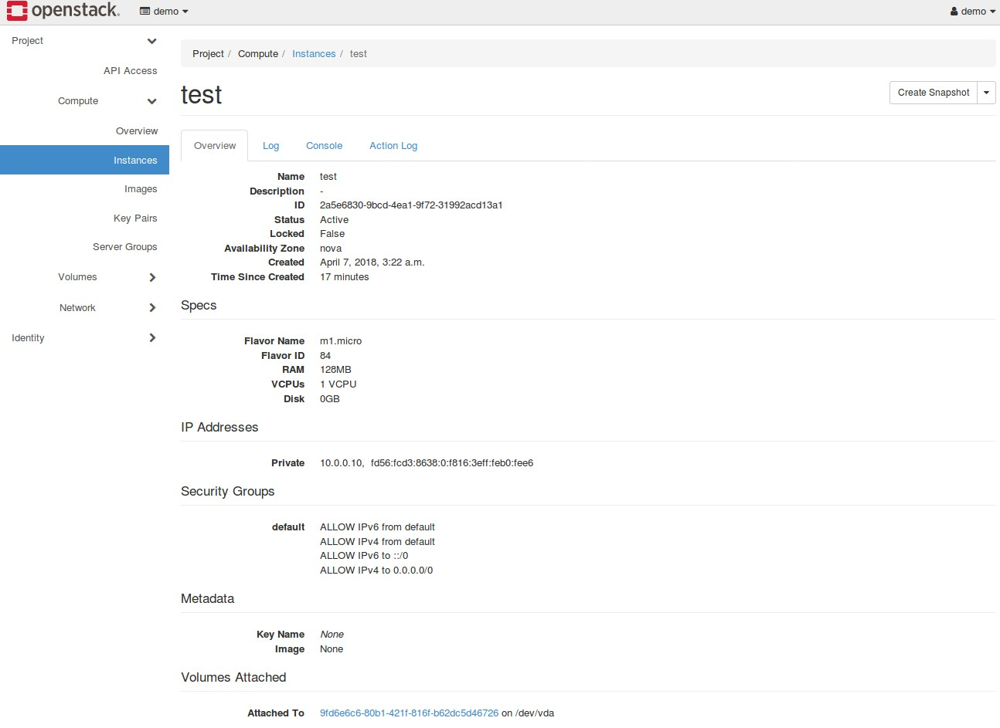 openstack. demo demo
Project
API Access
Compute
Overview
Instances
Images
Key Pairs
Server Groups
Volumes
Network
Identity
Project / Compute / Instances / test
test
Create Snapshot
Overview Log Console Action Log
Name test
Description -
ID 2a5e6830-9bcd-4ea1-9f72-31992acd13a1
Status Active
Locked False
Availability Zone nova
Created April 7, 2018, 3:22 a.m.
Time Since Created 17 minutes
Specs
Flavor Name m1.micro
Flavor ID 84
RAM 128MB
VCPUs 1 VCPU
Disk 0GB
IP Addresses
Private 10.0.0.10, fd56:fcd3:8638:0:f816:3eff:feb0:fee6
Security Groups
default ALLOW IPv6 from default
ALLOW IPv4 from default
ALLOW IPv6 to ::/0
ALLOW IPv4 to 0.0.0.0/0
Metadata
Key Name None
Image None
Volumes Attached
Attached To 9fd6e6c6-80b1-421f-816f-b62dc5d46726 on /dev/vda